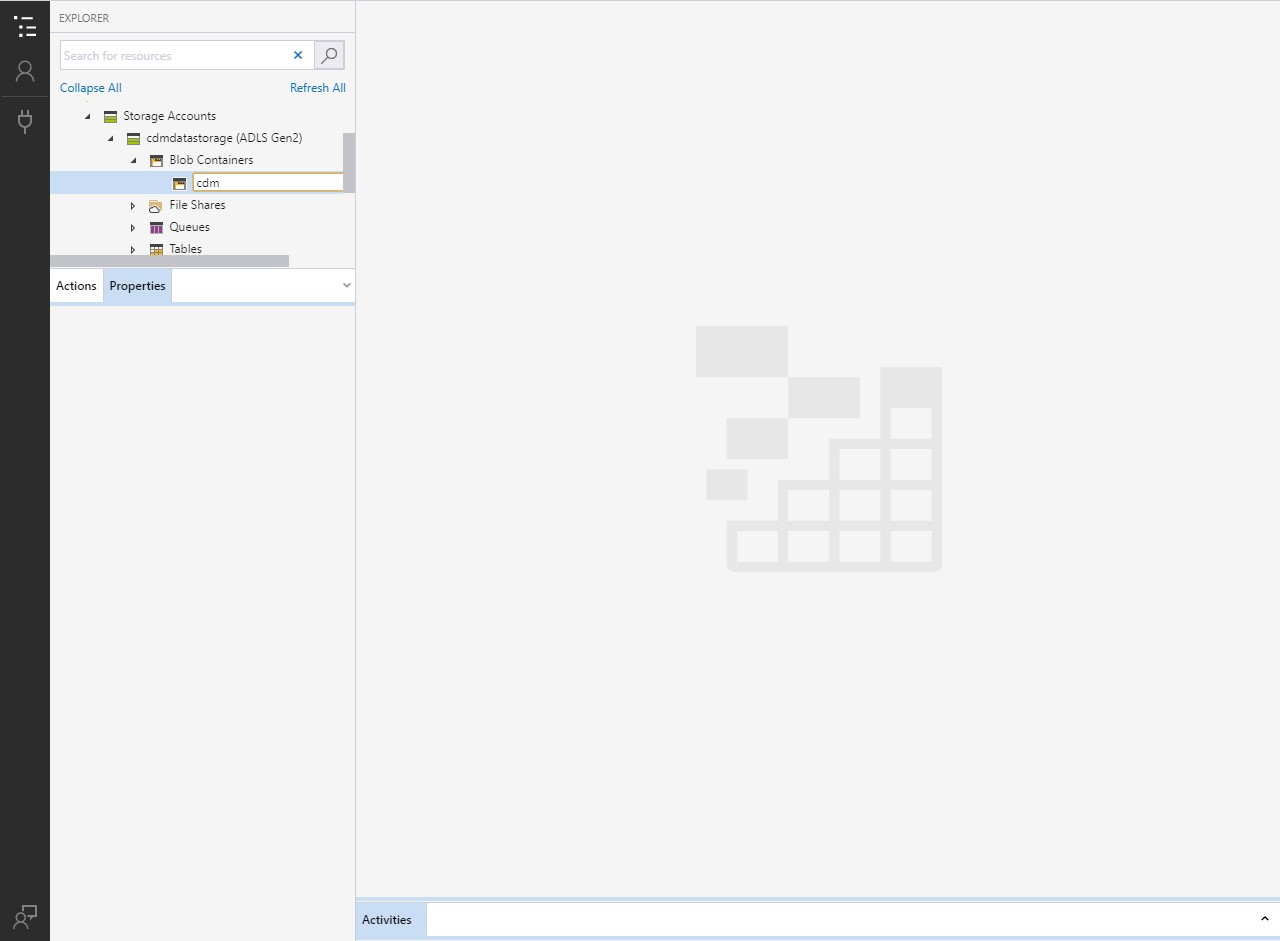 EXPLORER
Search for resources
Collapse All Refresh All
Storage Accounts
cdmdatastorage (ADLS Gen2)
Blob Containers
cdm
File Shares
Queues
Tables
Actions Properties
Activities